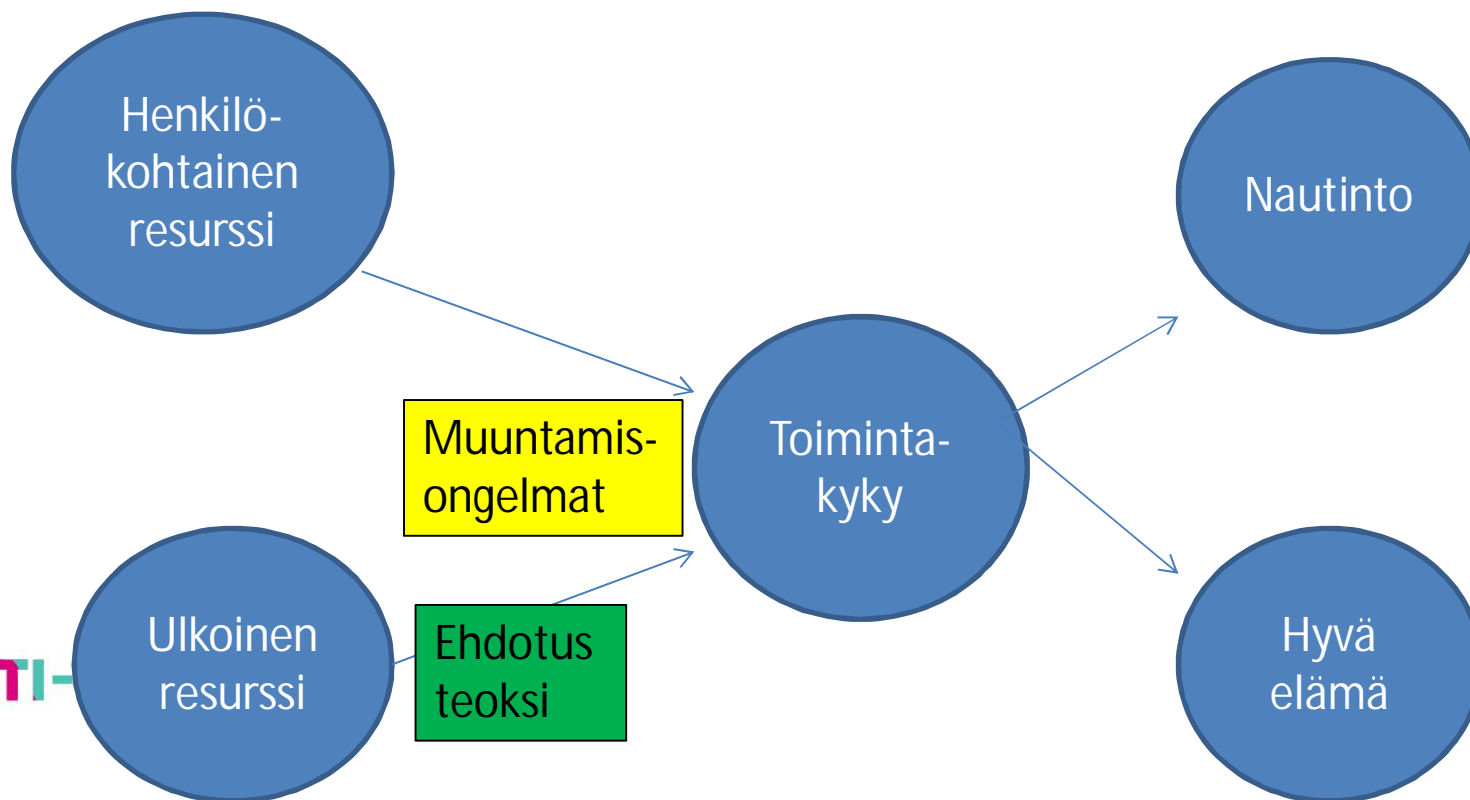 Henkilö-
kohtainen
resurssi
Nautinto
Muuntamis-
ongelmat
Toiminta-
kyky
Ulkoinen
resurssi
Ehdotus
teoksi
Hyvä
elämä